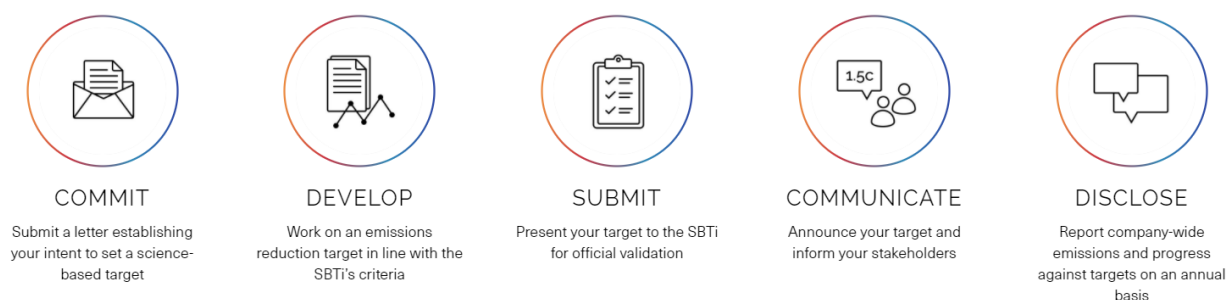 1.5c
COMMIT
Submit a letter establishing
your intent to set a science-
based target
DEVELOP
Work on an emissions
reduction target in line with the
SBTi's criteria
SUBMIT
Present your target to the SBTi
for official validation
COMMUNICATE
Announce your target and
inform your stakeholders
DISCLOSE
Report company-wide
emissions and progress
against targets on an annual
basis